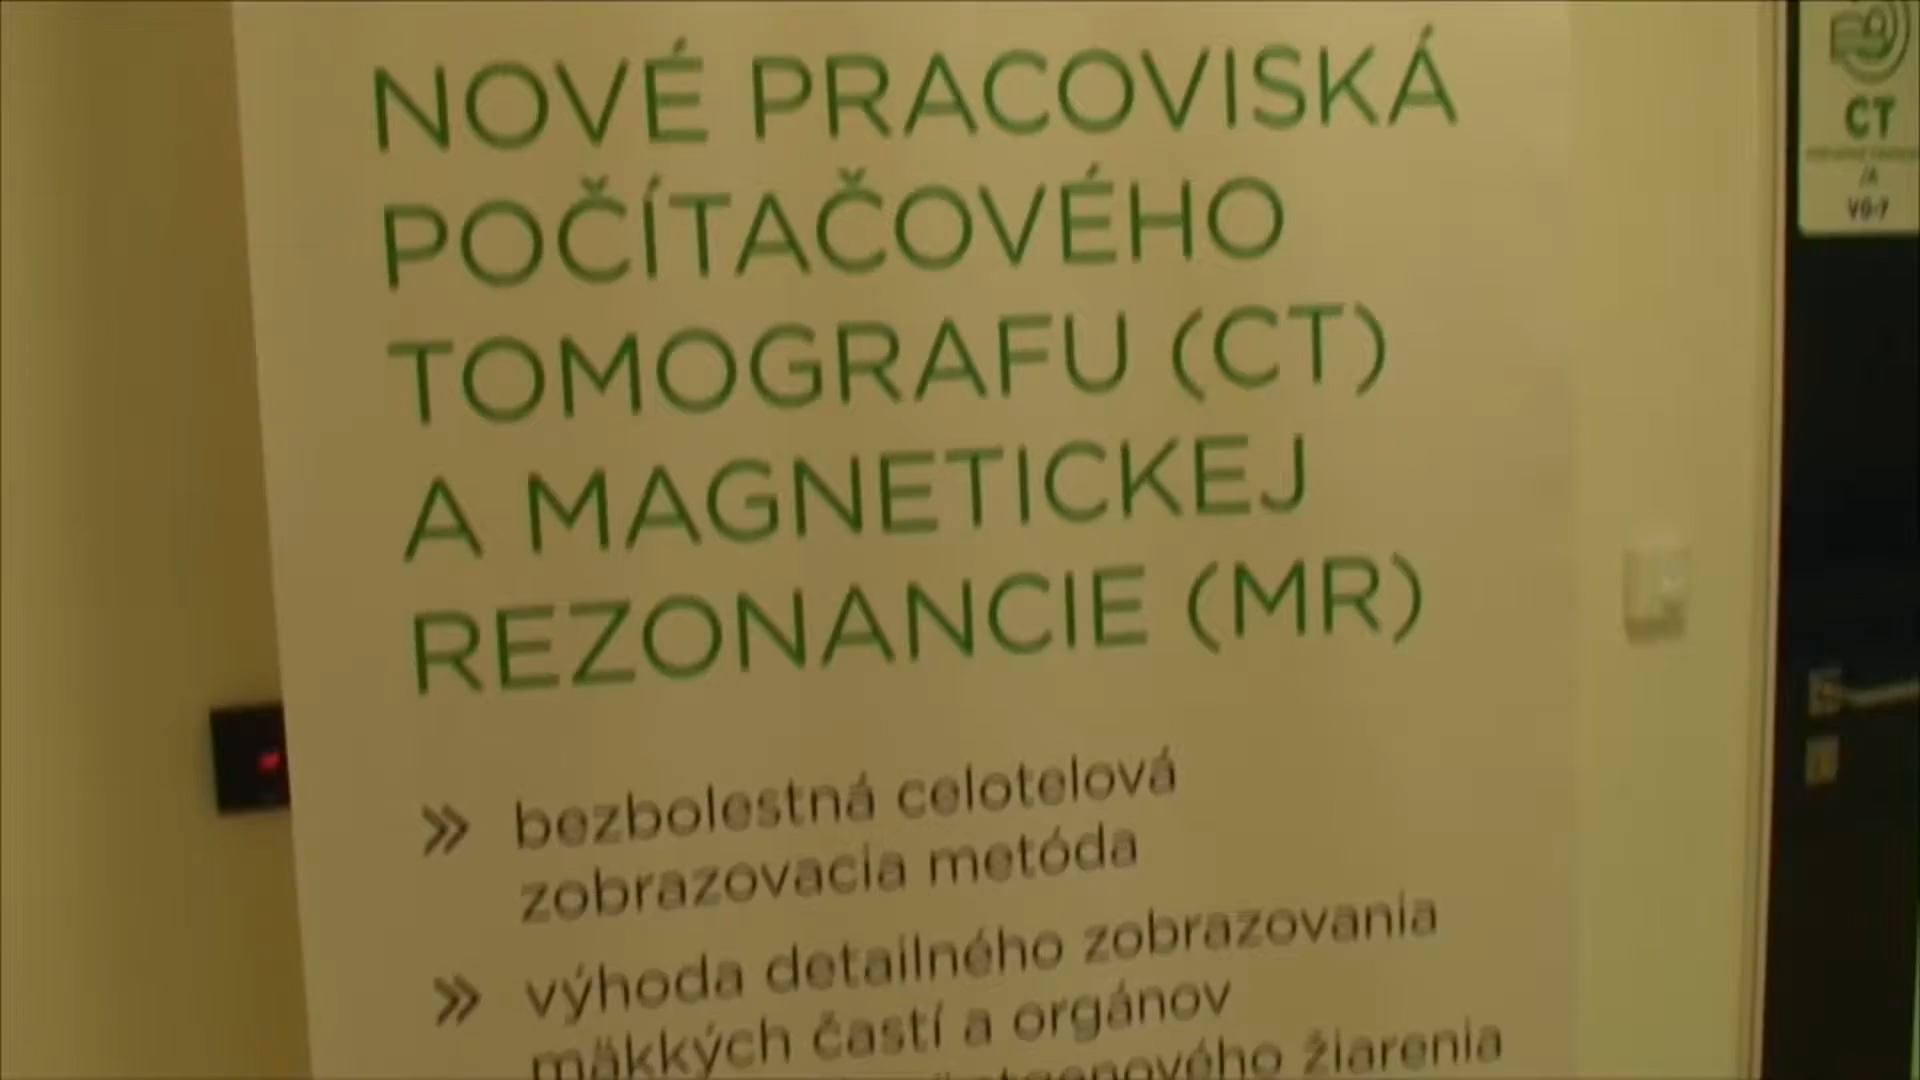 NOVÉ PRACOVISKÁ
POČÍTAČOVÉHO
TOMOGRAFU (CT)
A MAGNETICKEJ
REZONANCIE (MR)
» bezbolestná celotelová
zobrazovacia metóda
» výhoda detailného zobrazovania
mäkkých častí a orgánov
žiarenia
CT